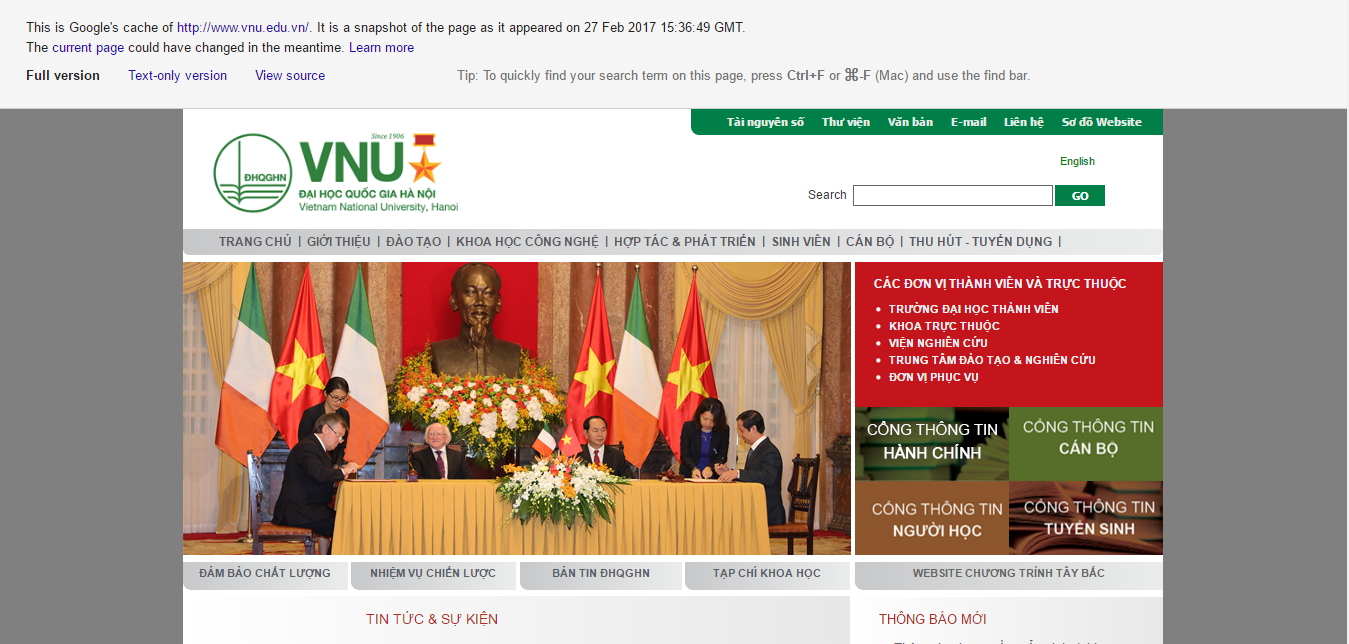 This is Google's cache of http://www.vnu.edu.vn/. It is a snapshot of the page as it appeared on 27 Feb 2017 15:36:49 GMT.
The current page could have changed in the meantime. Learn more
Full version Text-only version View source Tip: To quickly find your search term on this page, press Ctrl+F or ⌘-F (Mac) and use the find bar.
Tài nguyên số Thư viện Văn bản E-mail Liên hệ Sơ đồ Website
Since 1906
VNU
ĐHQGHN
ĐẠI HỌC QUỐC GIA HÀ NỘI
Vietnam National University, Hanoi
English
Search GO
TRANG CHỦ | GIỚI THIỆU | ĐÀO TẠO | KHOA HỌC CÔNG NGHỆ | HỢP TÁC & PHÁT TRIỂN | SINH VIÊN | CÁN BỘ | THU HÚT - TUYỂN DỤNG |
CÁC ĐƠN VỊ THÀNH VIÊN VÀ TRỰC THUỘC
• TRƯỜNG ĐẠI HỌC THÀNH VIÊN
• KHOA TRỰC THUỘC
• VIỆN NGHIÊN CỨU
• TRUNG TÂM ĐÀO TẠO & NGHIÊN CỨU
• ĐƠN VỊ PHỤC VỤ
CỔNG THÔNG TIN
HÀNH CHÍNH
CỔNG THÔNG TIN
CÁN BỘ
CỔNG THÔNG TIN
NGƯỜI HỌC
CỔNG THÔNG TIN
TUYỂN SINH
ĐẢM BẢO CHẤT LƯỢNG NHIỆM VỤ CHIẾN LƯỢC BẢN TIN ĐHQGHN TẠP CHÍ KHOA HỌC WEBSITE CHƯƠNG TRÌNH TÂY BẮC
TIN TỨC & SỰ KIỆN
THÔNG BÁO MỚI